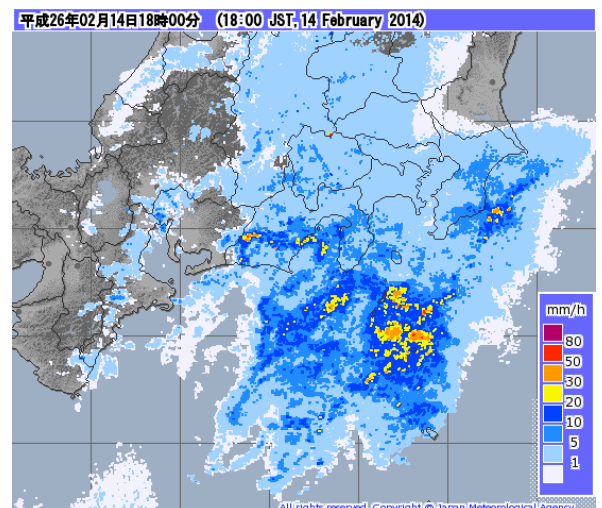 平成26年02月14日18時00分 (18:00 JST, 14 February 2014)
mm/h
80
50
30
20
10
5
1
All rights reserved. Copyright © Japan Meteorological Agency